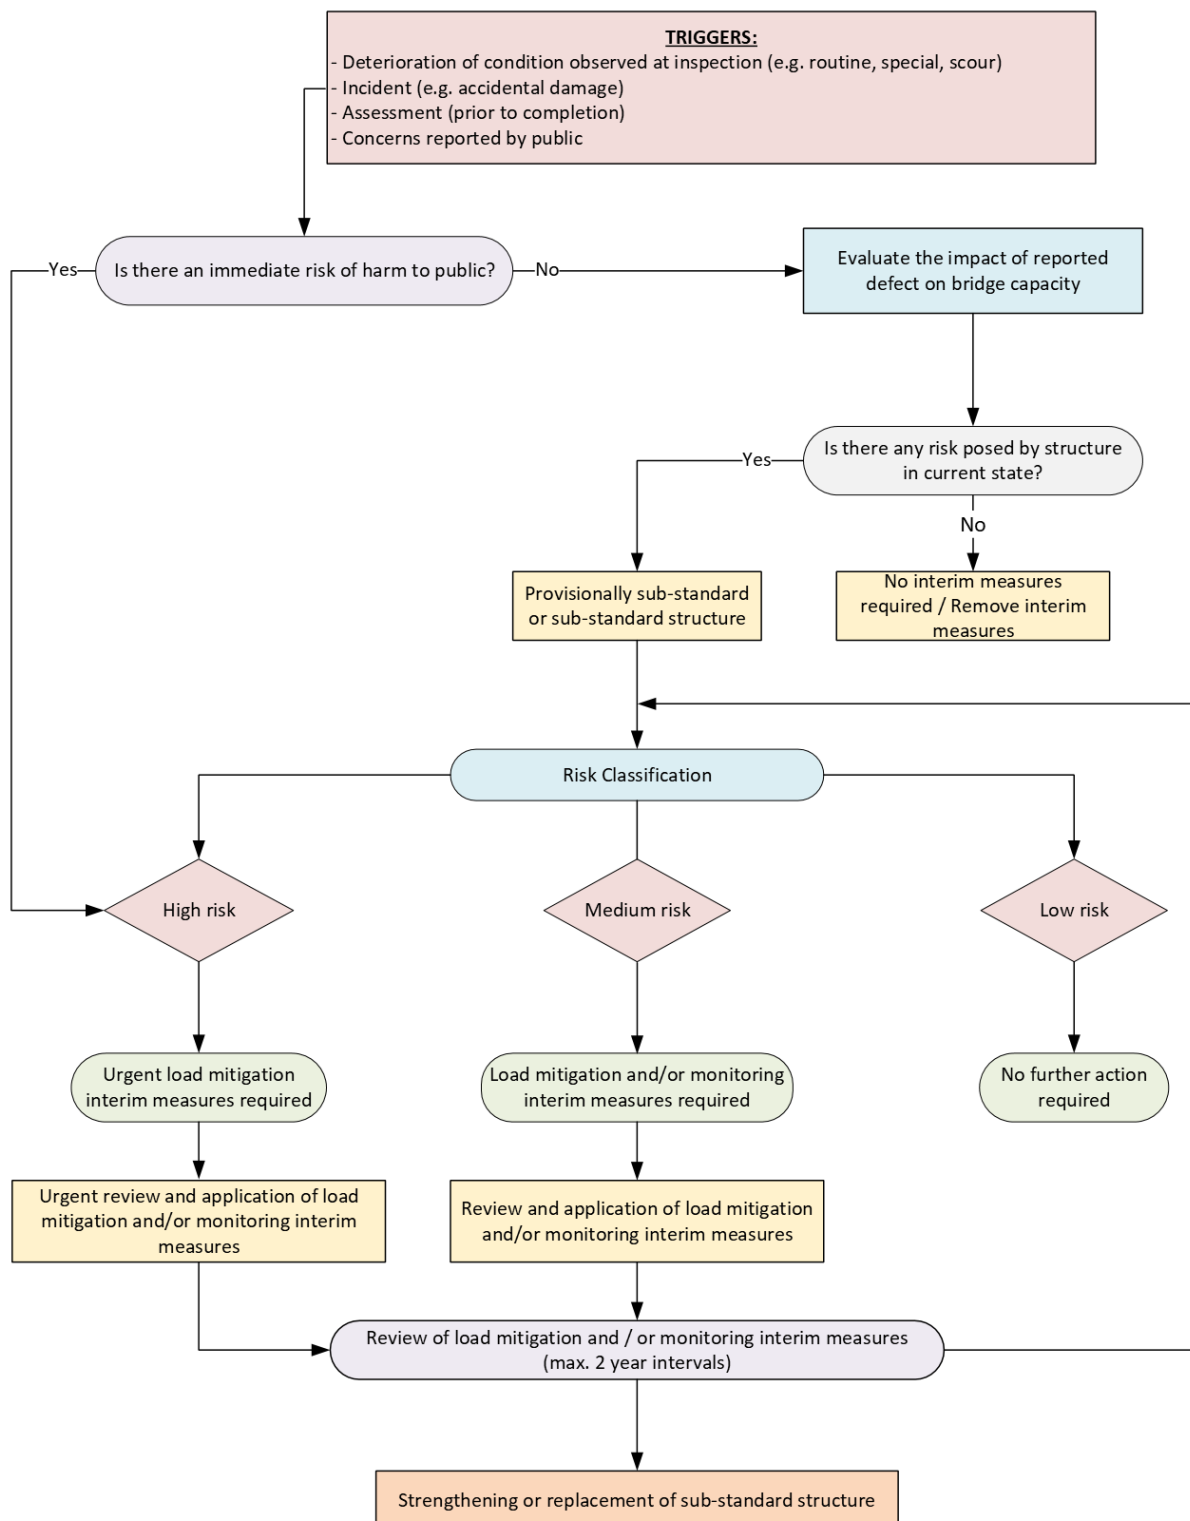 TRIGGERS:
- Deterioration of condition observed at inspection (e.g. routine, special, scour)
- Incident (e.g. accidental damage)
- Assessment (prior to completion)
- Concerns reported by public
Yes
Is there an immediate risk of harm to public?
No
Evaluate the impact of reported
defect on bridge capacity
Is there any risk posed by structure
in current state?
Yes
No
Provisionally sub-standard
or sub-standard structure
No interim measures
required / Remove interim
measures
Risk Classification
High risk
Medium risk
Low risk
Urgent load mitigation
interim measures required
Load mitigation and/or monitoring
interim measures required
No further action
required
Urgent review and application of load
mitigation and/or monitoring interim
measures
Review and application of load mitigation
and/or monitoring interim measures
Review of load mitigation and / or monitoring interim measures
(max. 2 year intervals)
Strengthening or replacement of sub-standard structure